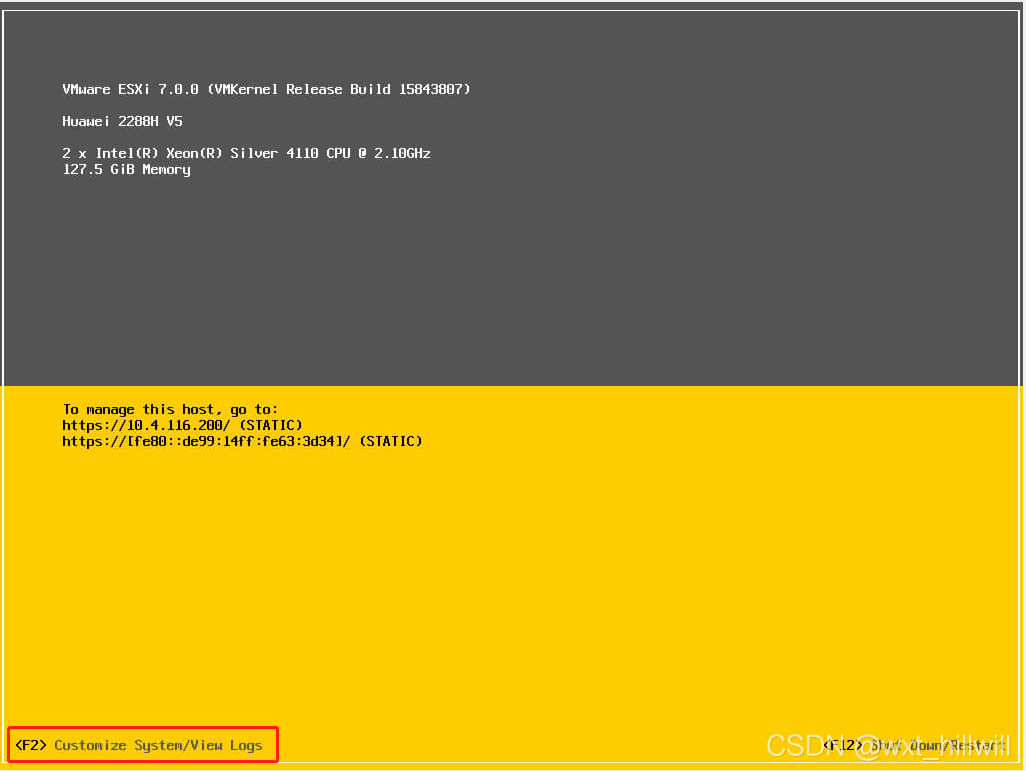 VMware ESXi 7.0.0 (VMKernel Release Build 15843807)
Huawei 2288H V5
2 x Intel(R) Xeon(R) Silver 4110 CPU @ 2.10GHz
127.5 GiB Memory
To manage this host, go to:
https://10.4.116.200/ (STATIC)
https://[fe80::de99:14ff:fe63:3d34]/ (STATIC)
<F2> Customize System/View Logs
<F12> Shut Down/Restart
CSDN @wxt_hillwill